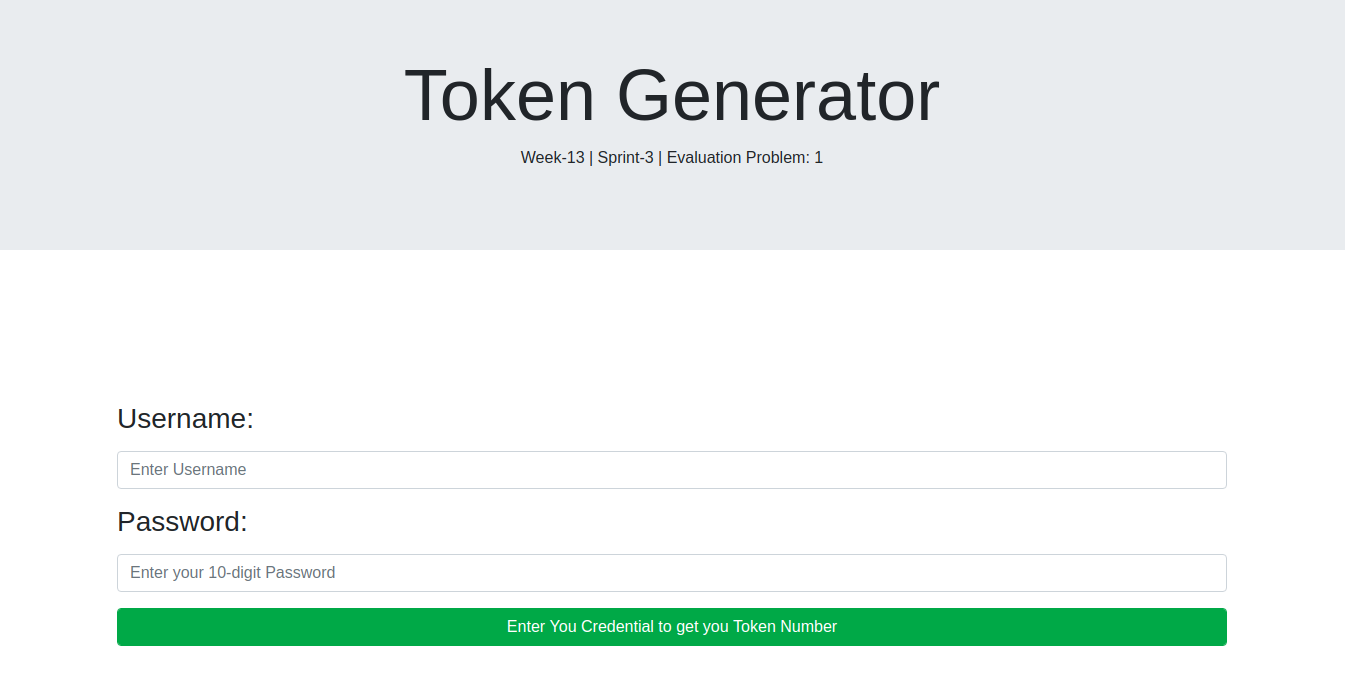 Token Generator
Week-13 | Sprint-3 | Evaluation Problem: 1
Username:
Enter Username
Password:
Enter your 10-digit Password
Enter You Credential to get you Token Number